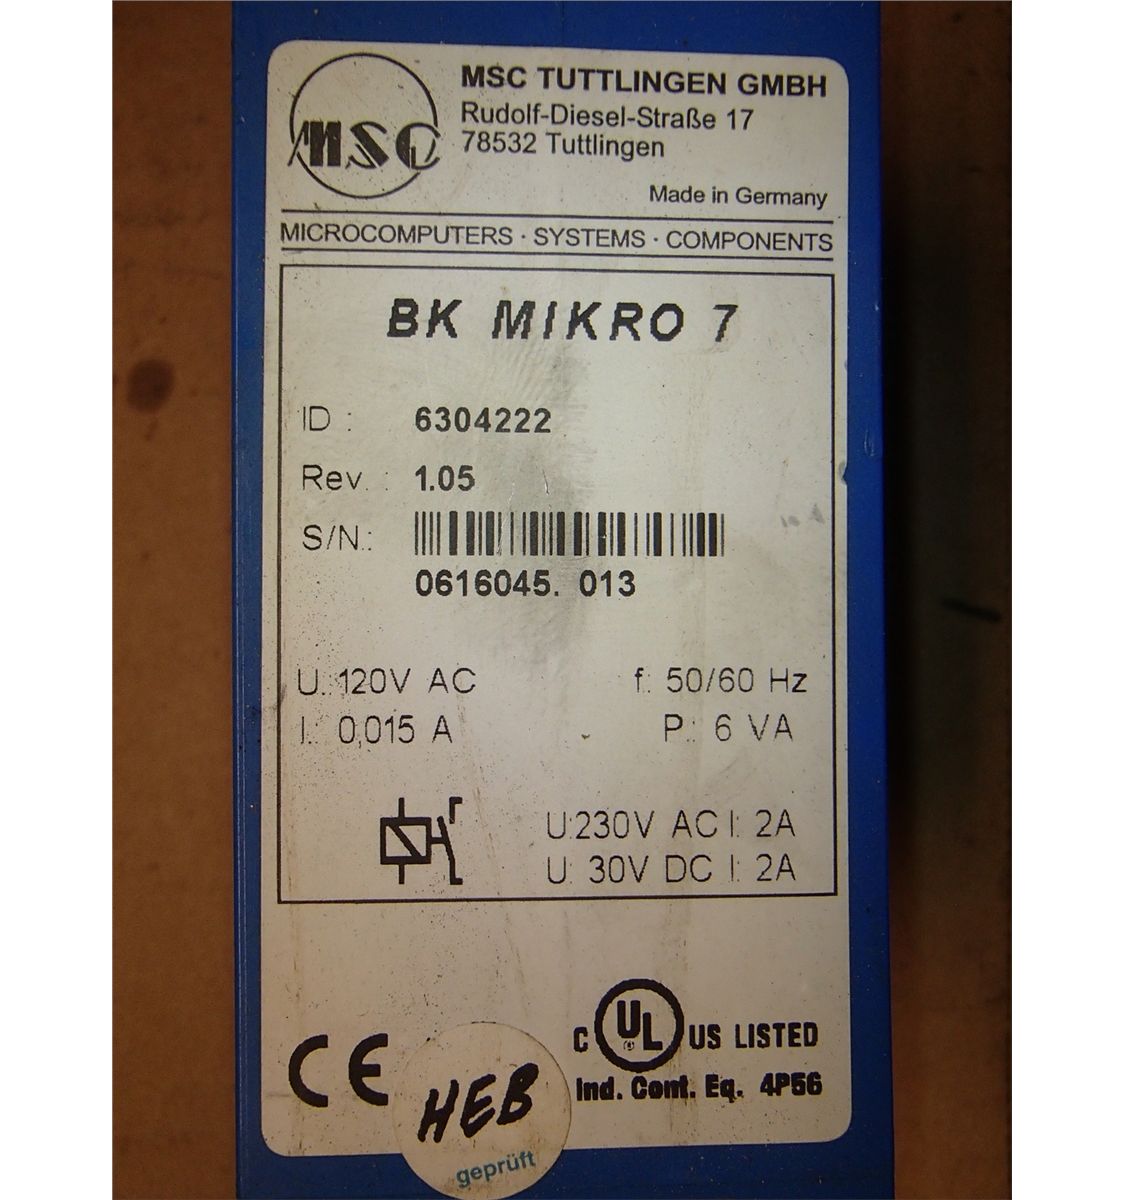 MSC
MSC TUTTLINGEN GMBH
Rudolf-Diesel-Straße 17
78532 Tuttlingen
Made in Germany
MICROCOMPUTERS · SYSTEMS · COMPONENTS
BK MIKRO 7
ID : 6304222
Rev. : 1.05
S/N.:
0616045. 013
U.: 120V AC f.: 50/60 Hz
I.: 0,015 A P.: 6 VA
U:230V AC I: 2A
U: 30V DC I: 2A
C UL US LISTED
Ind. Cont. Eq. 4P56
CE
HEB
geprüft